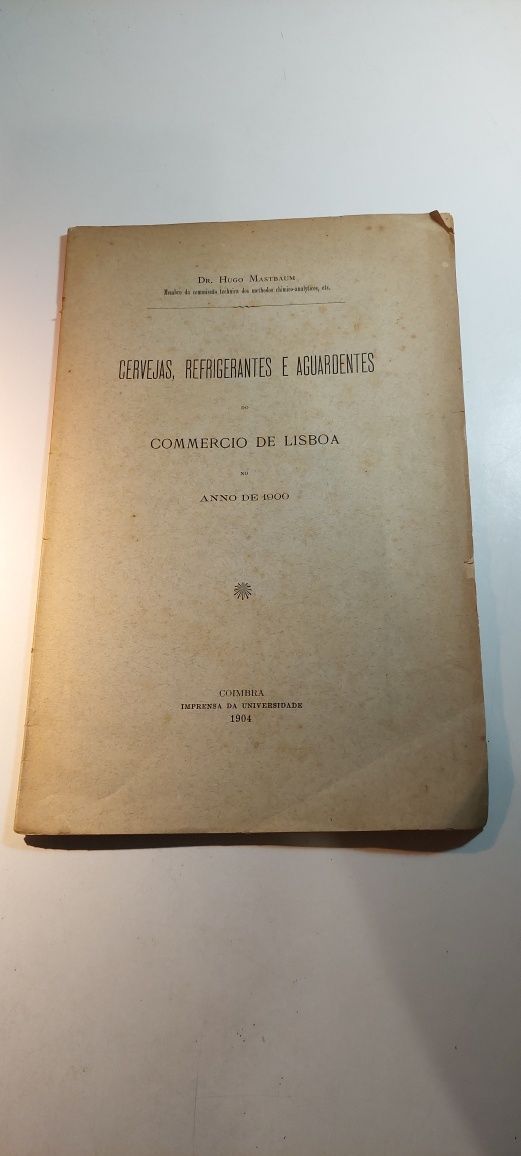 Dr. Hugo Mastbaum
Membro da commissão technica dos methodos chimico-analyticos, etc.
CERVEJAS, REFRIGERANTES E AGUARDENTES
DO
COMMERCIO DE LISBOA
NO
ANNO DE 1900
COIMBRA
IMPRENSA DA UNIVERSIDADE
1904